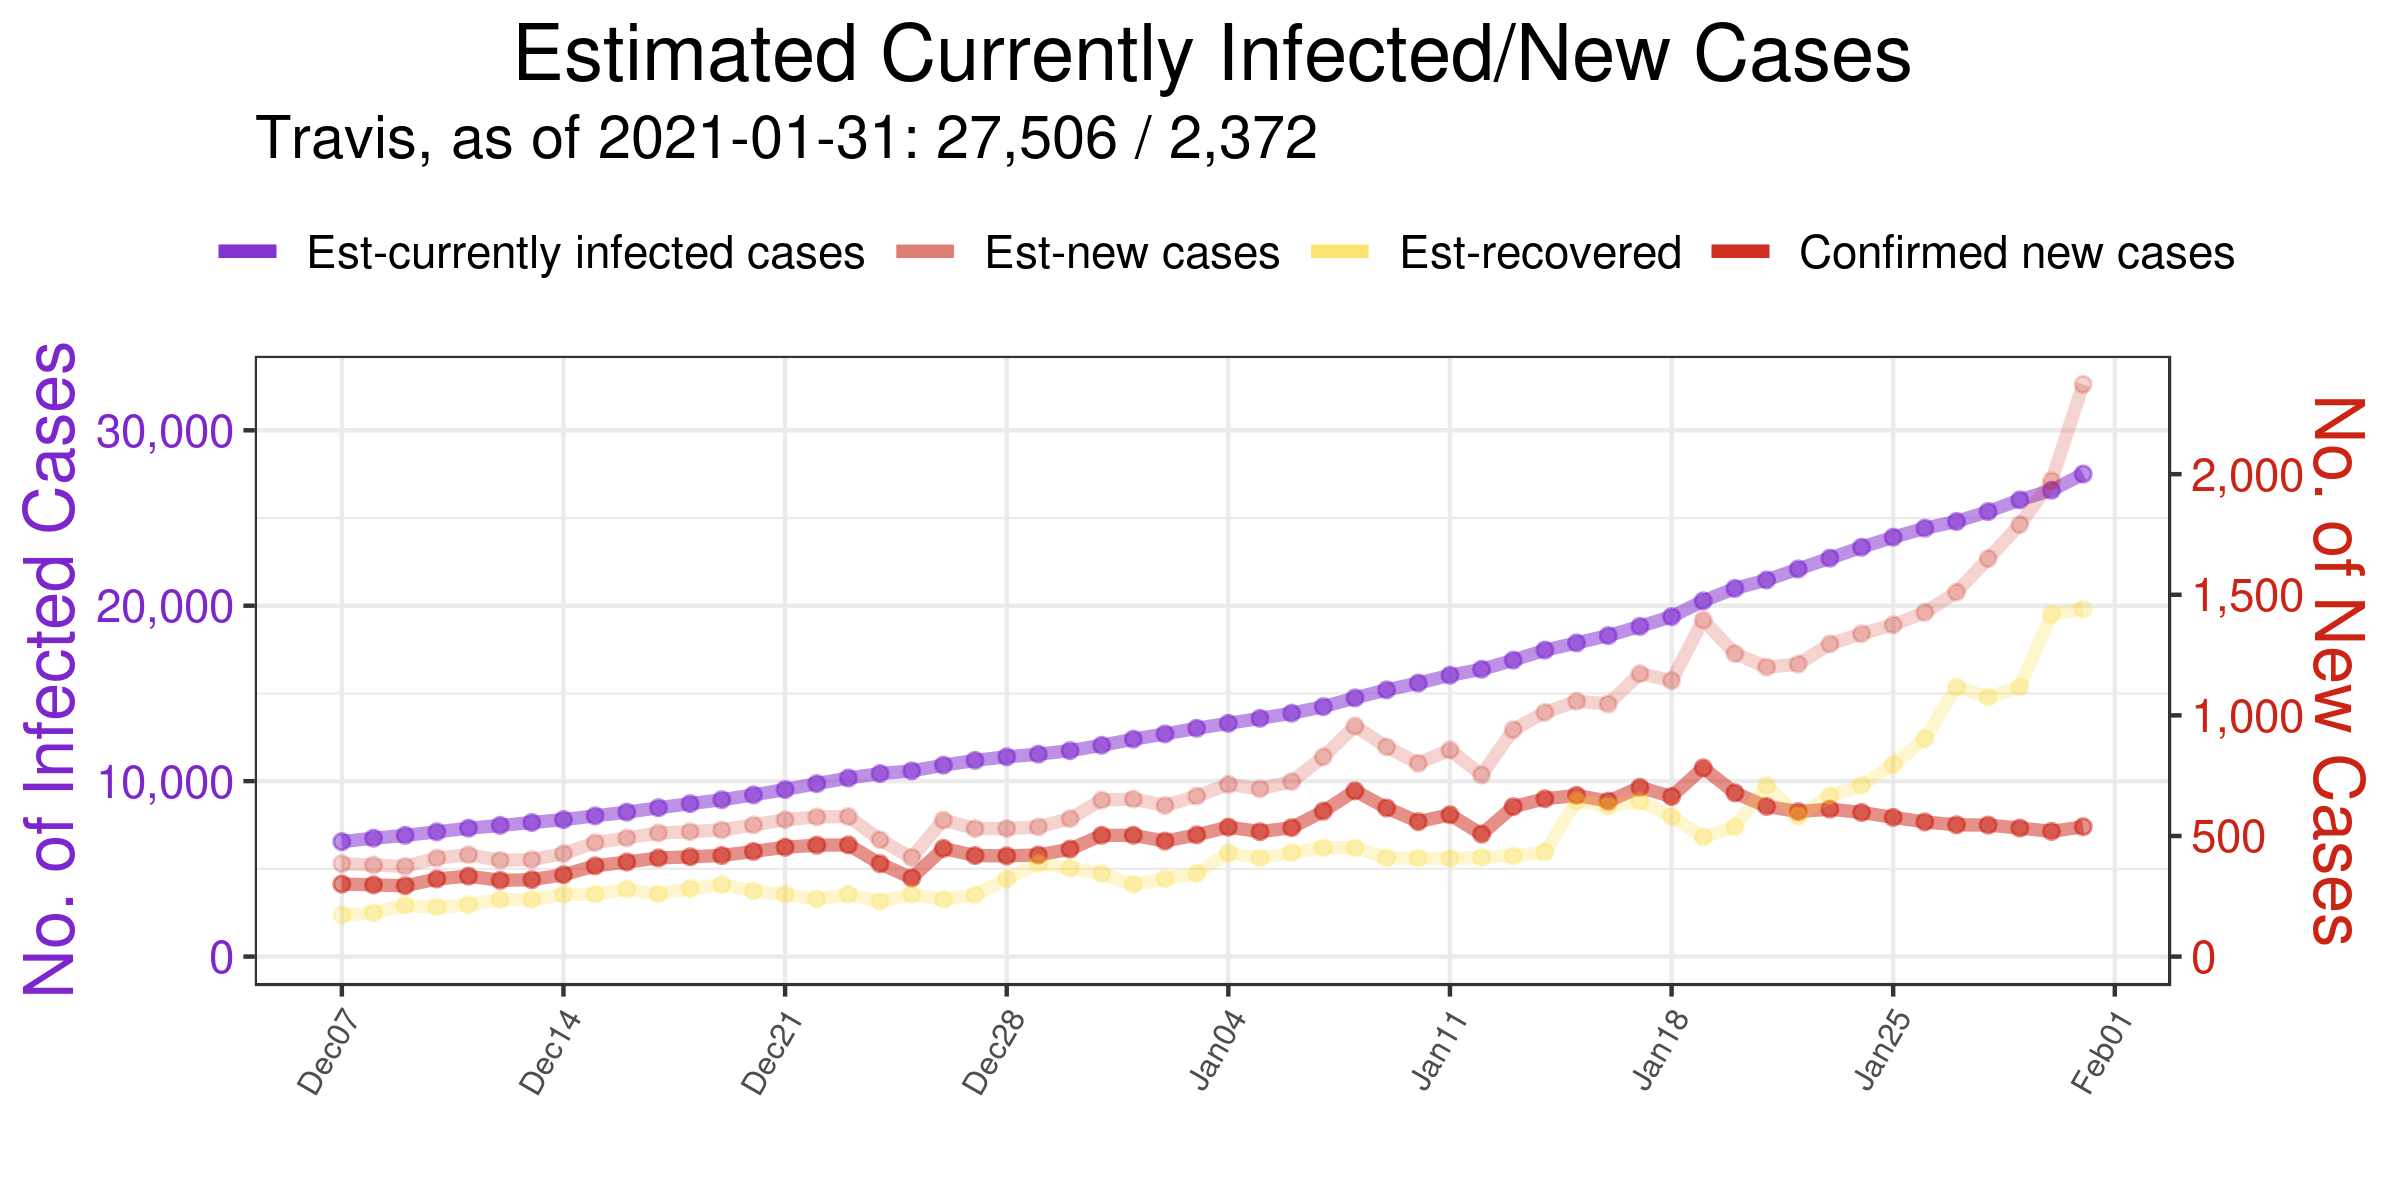 Estimated Currently Infected/New Cases
Travis, as of 2021-01-31: 27,506 / 2,372
Est-currently infected cases Est-new cases Est-recovered Confirmed new cases
No. of Infected Cases
30,000
20,000
10,000
0
2,000
1,500
1,000
500
0
No. of New Cases
Dec07 Dec14 Dec21 Dec28 Jan04 Jan11 Jan18 Jan25 Feb01